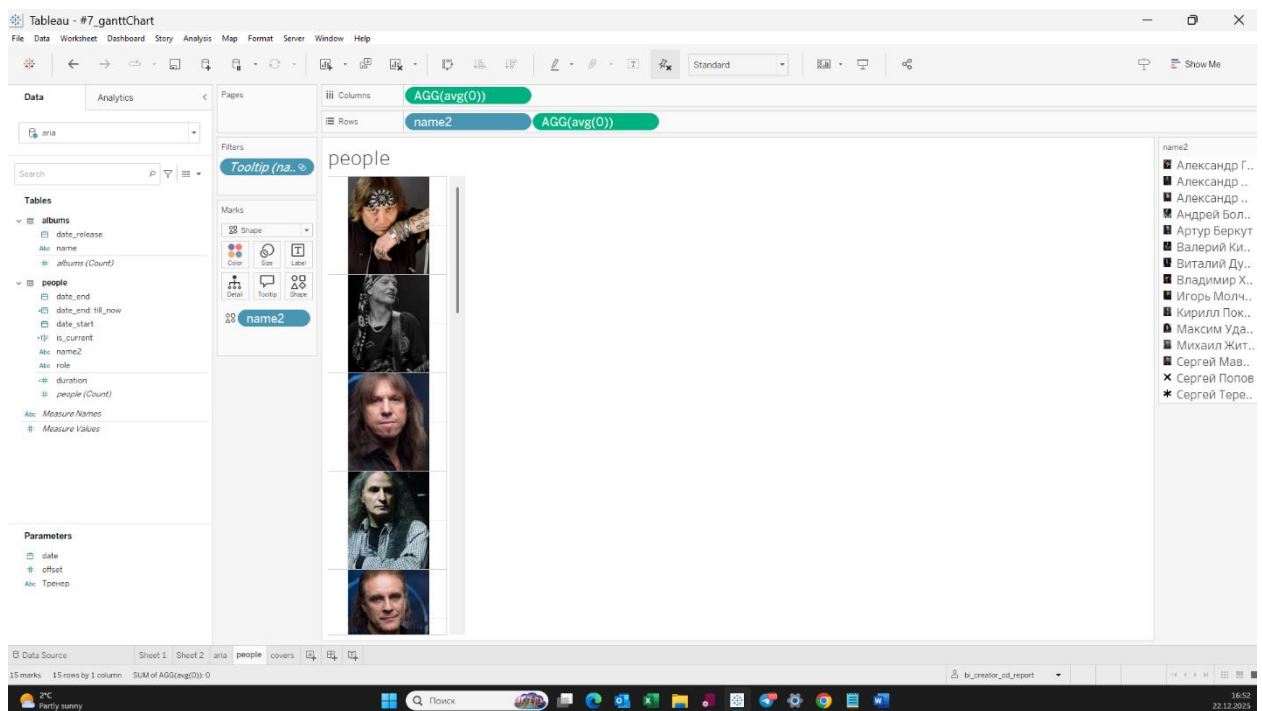 Tableau - #7_ganttChart
File Data Worksheet Dashboard Story Analysis Map Format Server Window Help
Standard
Show Me
Data
Analytics
Pages
iii Columns
AGG(avg(0))
aria
Rows
name2
AGG(avg(0))
Filters
Tooltip (na..
people
name2
Search
Tables
albums
date_release
Abc name
# albums (Count)
people
date_end
date_end: till_now
date_start
is_current
Abc name2
Abc role
duration
# people (Count)
Abc Measure Names
# Measure Values
Marks
Shape
Color Size Label
Detail Tooltip Shape
name2
Александр Г..
Александр ..
Александр ..
Андрей Бол..
Артур Беркут
Валерий Ки..
Виталий Ду..
Владимир Х..
Игорь Молч..
Кирилл Пок..
Максим Уда..
Михаил Жит..
Сергей Мав..
Сергей Попов
Сергей Тере..
Parameters
date
# offset
Abc Тренер
Data Source Sheet 1 Sheet 2 aria people covers
15 marks 15 rows by 1 column SUM of AGG(avg(0)): 0
bi_creator_cd_report
2°C
Partly sunny
Поиск
16:52
22.12.2025